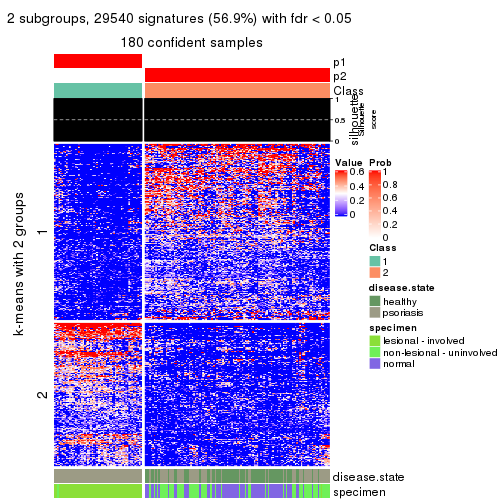 2 subgroups, 29540 signatures (56.9%) with fdr < 0.05
180 confident samples
p1
p2
Class
1
0.5
0
silhouette
Silhouette
score
k-means with 2 groups
1
2
Value
0.6
0.4
0.2
0
Prob
1
0.8
0.6
0.4
0.2
0
Class
1
2
disease.state
healthy
psoriasis
specimen
lesional - involved
non-lesional - uninvolved
normal
disease.state
specimen